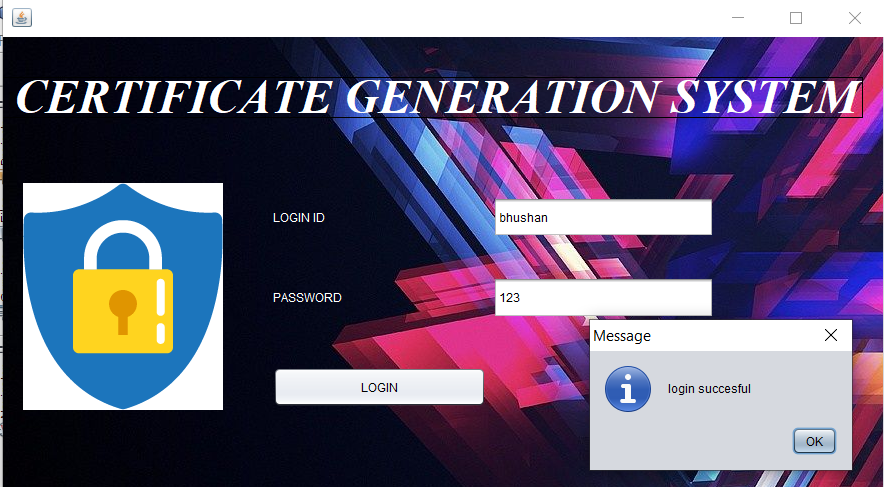 CERTIFICATE GENERATION SYSTEM
LOGIN ID
bhushan
PASSWORD
123
LOGIN
Message
login succesful
OK